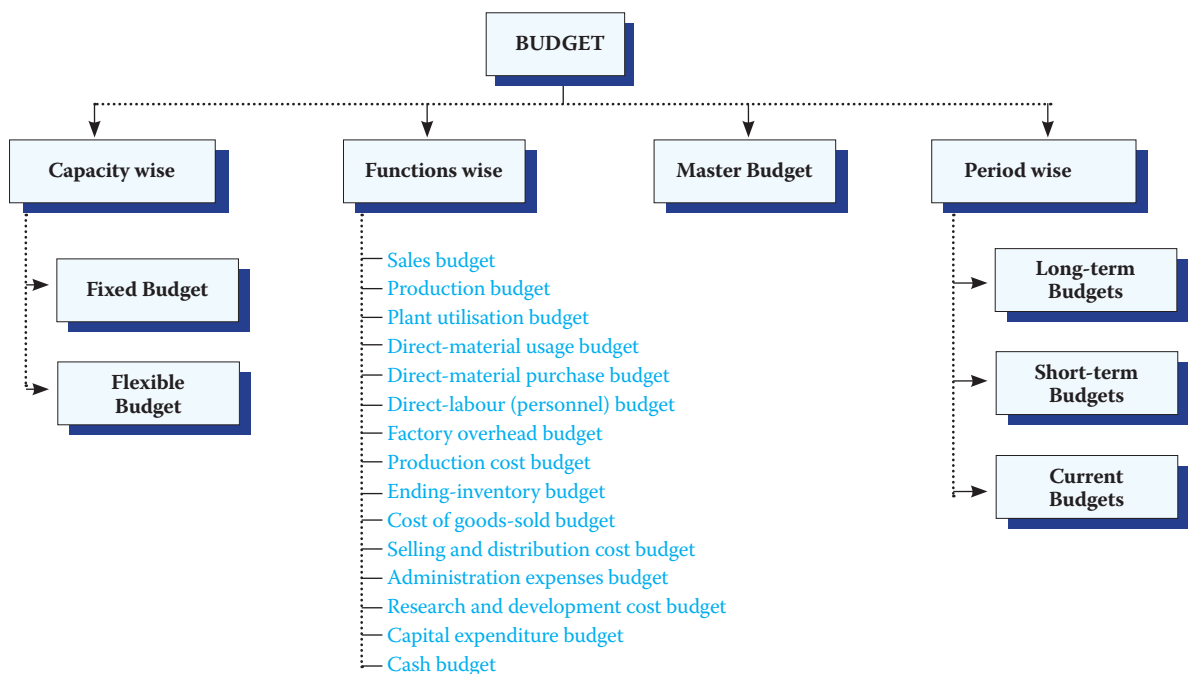 BUDGET
Capacity wise
Functions wise
Master Budget
Period wise
Fixed Budget
Flexible
Budget
Sales budget
Production budget
Plant utilisation budget
Direct-material usage budget
Direct-material purchase budget
Direct-labour (personnel) budget
Factory overhead budget
Production cost budget
Ending-inventory budget
Cost of goods-sold budget
Selling and distribution cost budget
Administration expenses budget
Research and development cost budget
Capital expenditure budget
Cash budget
Long-term
Budgets
Short-term
Budgets
Current
Budgets